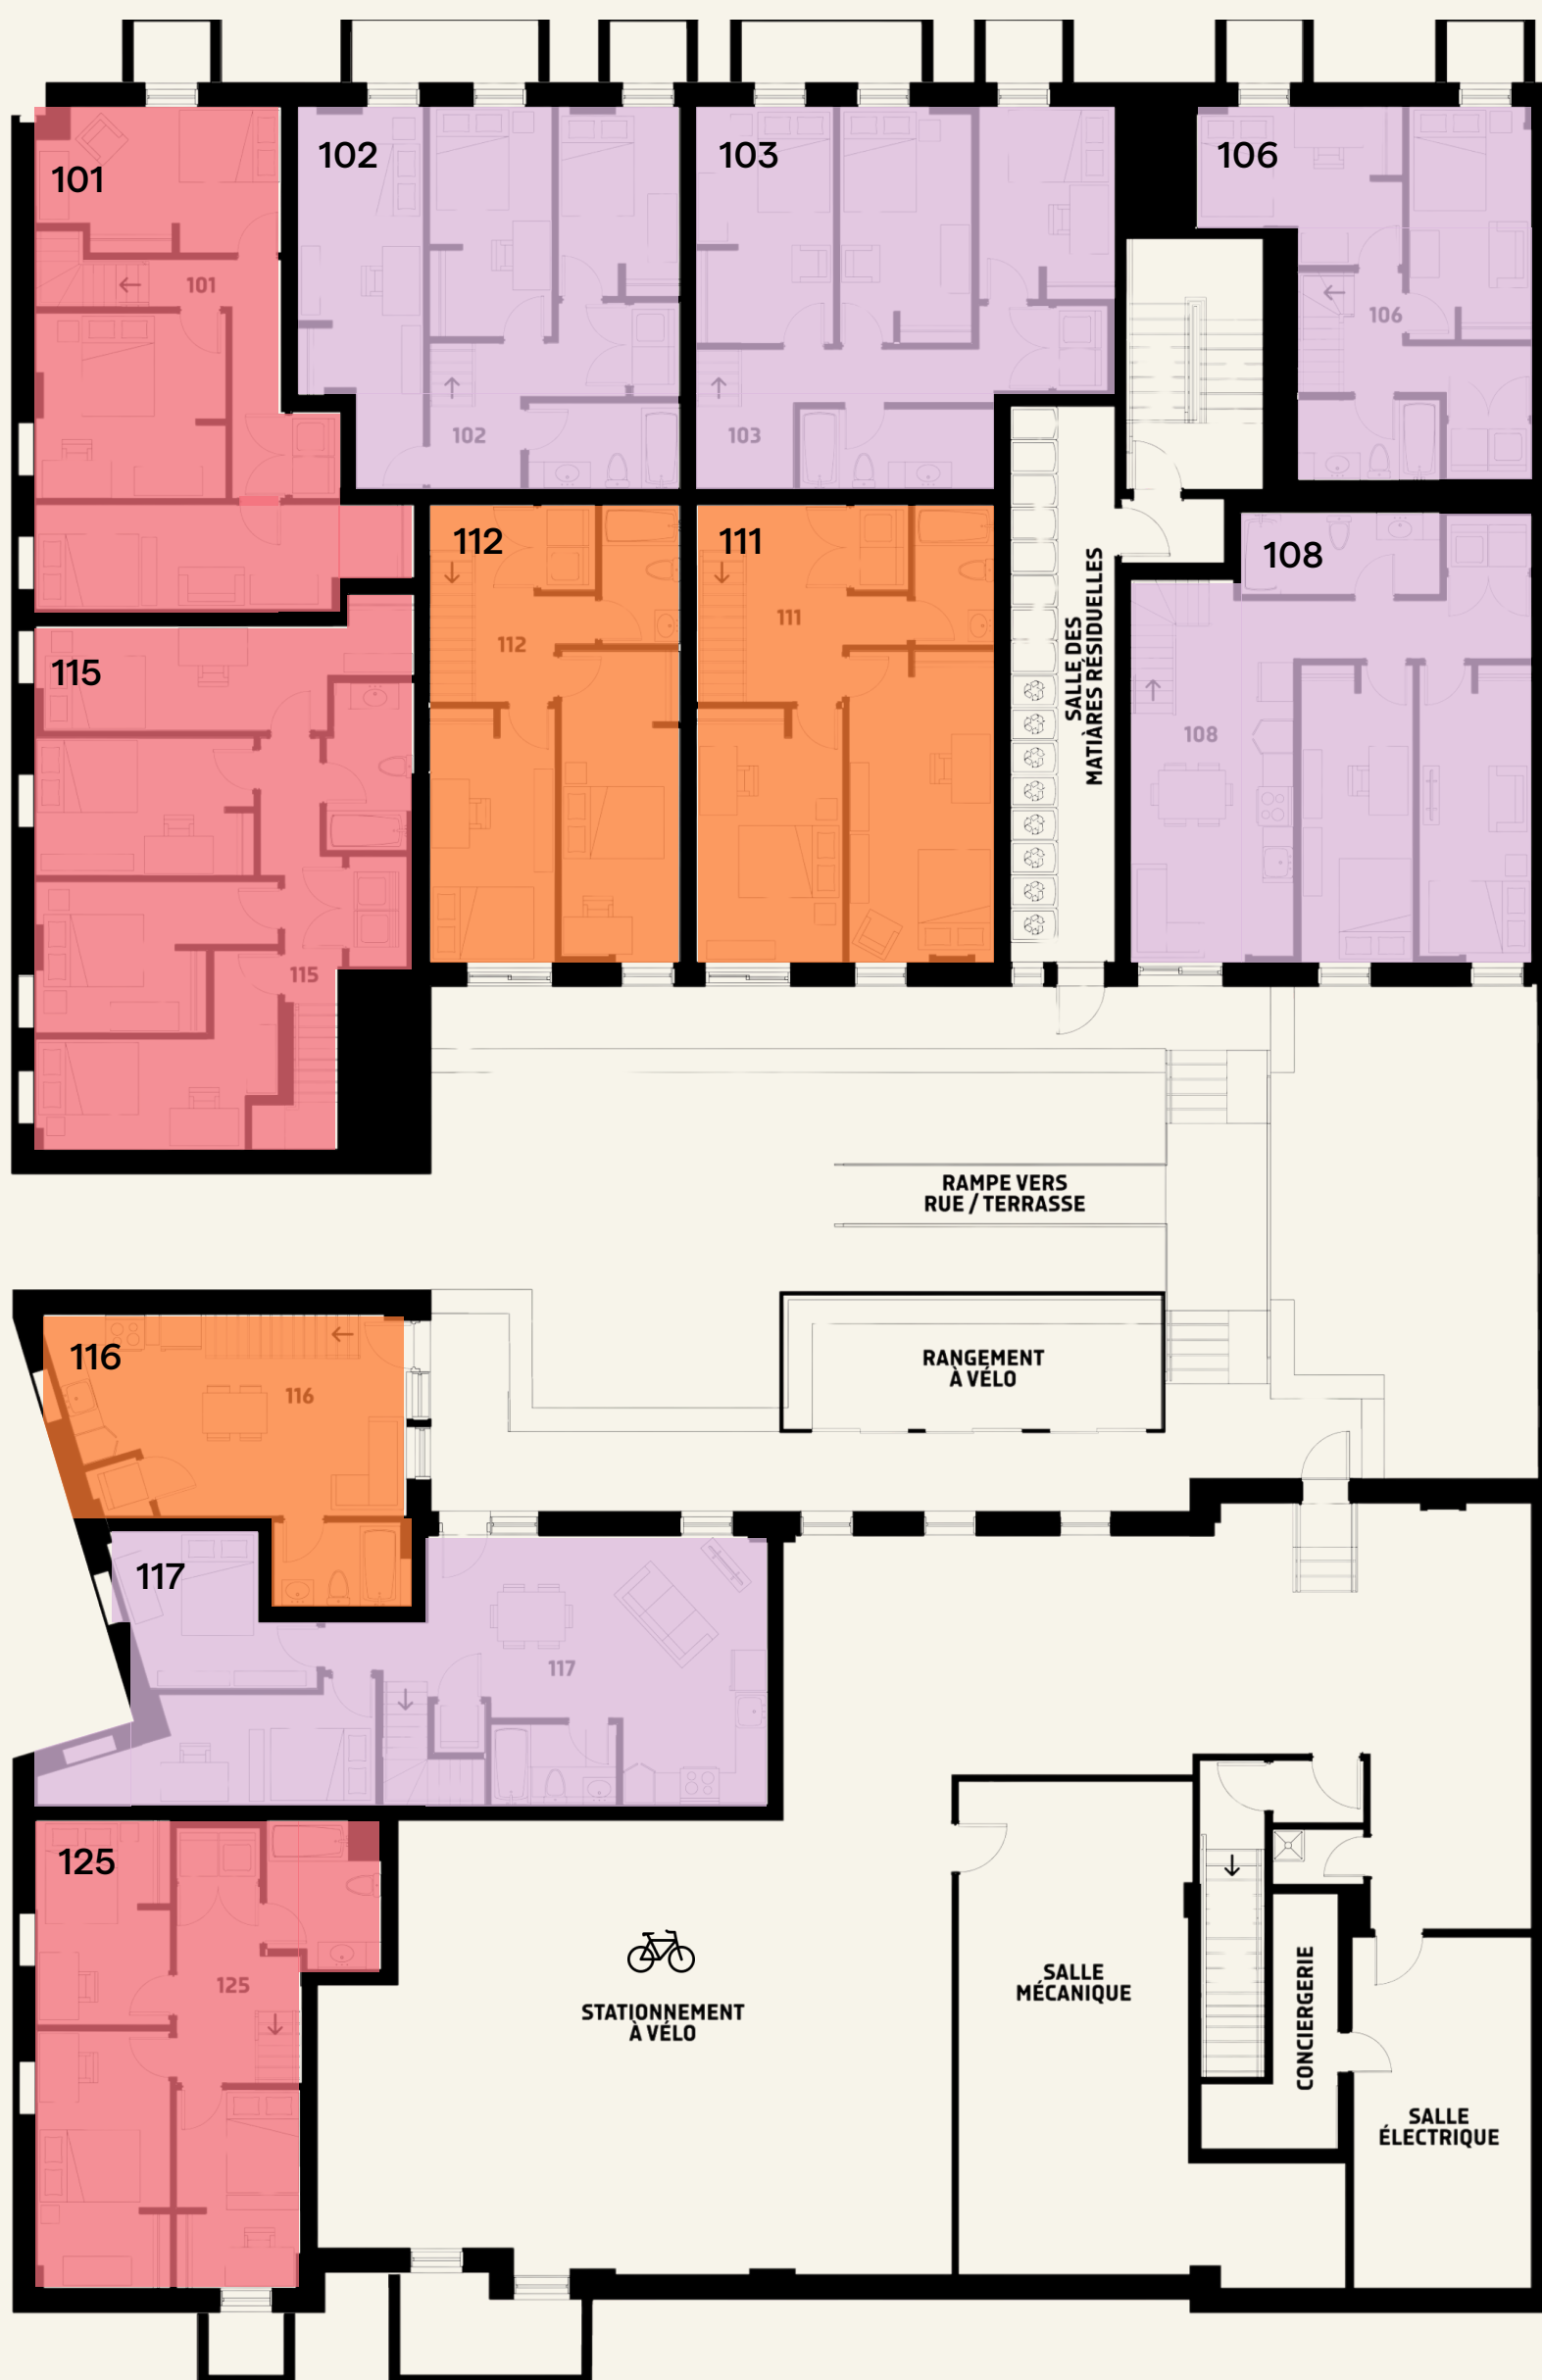 101
102
103
106
101
106
102
103
112
111
108
112
111
SALLE DES
MATIÀRES RÉSIDUELLES
115
108
115
RAMPE VERS
RUE / TERRASSE
116
116
RANGEMENT
À VÉLO
117
117
125
125
STATIONNEMENT
À VÉLO
SALLE
MÉCANIQUE
CONCIERGERIE
SALLE
ÉLECTRIQUE